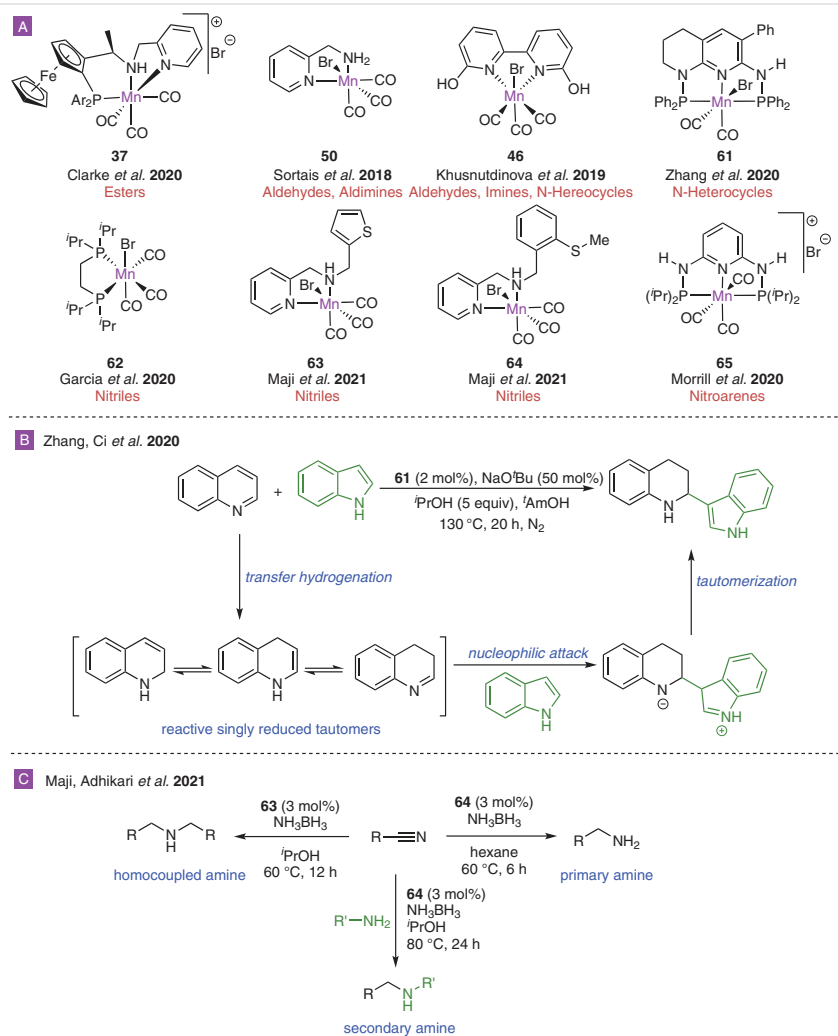 A
Fe
NH
N
Ar2P
Mn
CO
OC
CO
⊕
Br ⊖
37
Clarke et al. 2020
Esters
NH2
Br
N
Mn
CO
CO
CO
50
Sortais et al. 2018
Aldehydes, Aldimines
N
N
HO
Br
OH
Mn
OC
CO
CO
46
Khusnutdinova et al. 2019
Aldehydes, Imines, N-Hereocycles
Ph
N
N
N
H
Br
Ph2P
Mn
PPh2
OC
CO
61
Zhang et al. 2020
N-Heterocycles
iPr
iPr
P
Br
CO
Mn
P
CO
CO
iPr
iPr
62
Garcia et al. 2020
Nitriles
S
H
N
Br
N
Mn
CO
CO
CO
63
Maji et al. 2021
Nitriles
S
Me
H
N
Br
N
Mn
CO
CO
CO
64
Maji et al. 2021
Nitriles
H
N
N
N
H
CO
(iPr)2P
Mn
P(iPr)2
OC
CO
⊕
Br ⊖
65
Morrill et al. 2020
Nitroarenes
B Zhang, Ci et al. 2020
N
+
N
H
61 (2 mol%), NaOtBu (50 mol%)
iPrOH (5 equiv), tAmOH
130 °C, 20 h, N2
N
H
NH
transfer hydrogenation
tautomerization
N
H
N
H
N
reactive singly reduced tautomers
nucleophilic attack
N
H
N
⊖
NH
⊕
C Maji, Adhikari et al. 2021
R N R
H
homocoupled amine
63 (3 mol%)
NH3BH3
iPrOH
60 °C, 12 h
R N
64 (3 mol%)
NH3BH3
hexane
60 °C, 6 h
R NH2
primary amine
R'−NH2
64 (3 mol%)
NH3BH3
iPrOH
80 °C, 24 h
R N R'
H
secondary amine